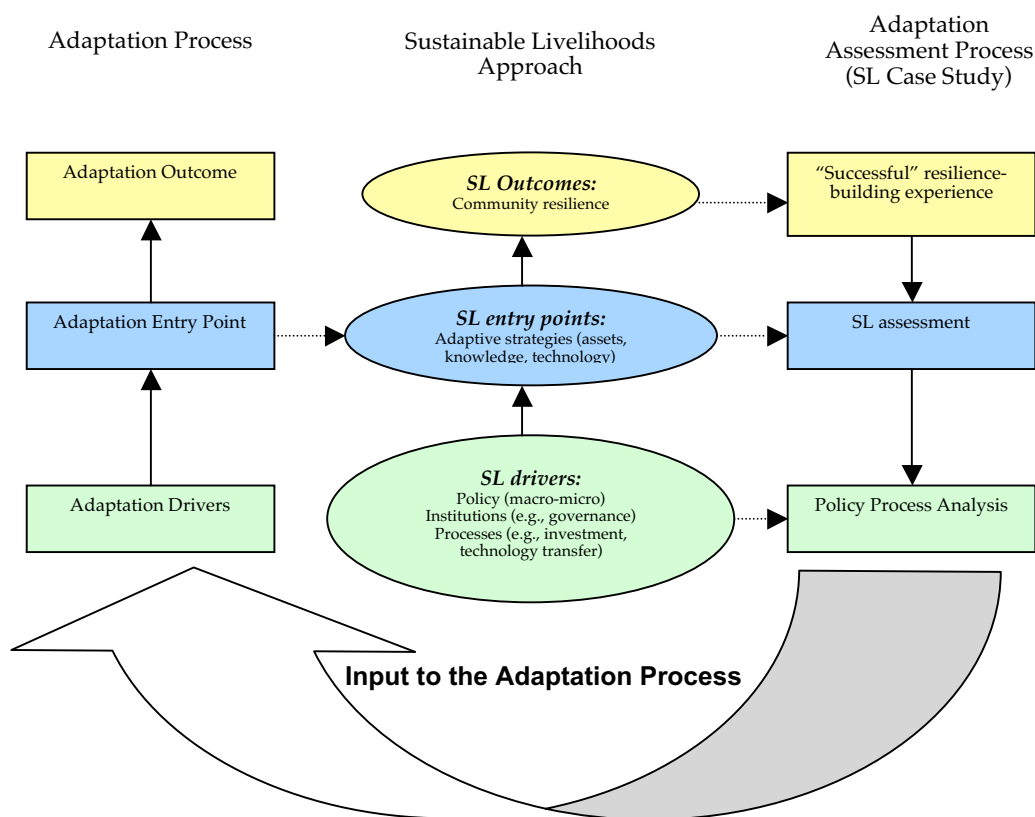 Adaptation Process
Sustainable Livelihoods
Approach
Adaptation
Assessment Process
(SL Case Study)
Adaptation Outcome
SL Outcomes:
Community resilience
“Successful” resilience-
building experience
Adaptation Entry Point
SL entry points:
Adaptive strategies (assets,
knowledge, technology)
SL assessment
Adaptation Drivers
SL drivers:
Policy (macro-micro)
Institutions (e.g., governance)
Processes (e.g., investment,
technology transfer)
Policy Process Analysis
Input to the Adaptation Process